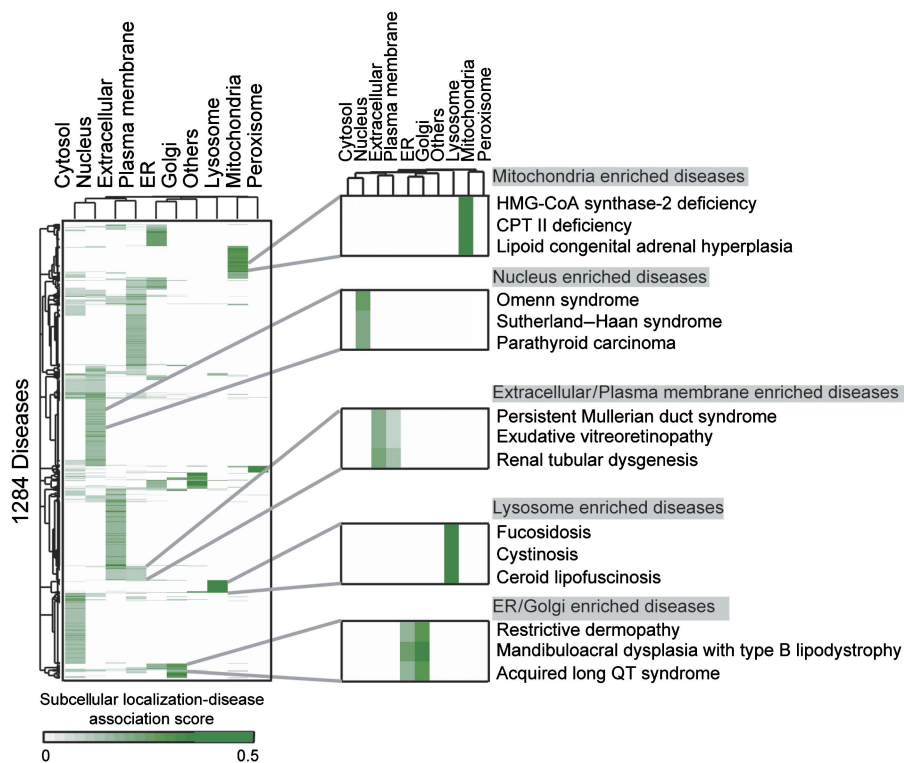 Cytosol
Nucleus
Extracellular
Plasma membrane
ER
Golgi
Others
Lysosome
Mitochondria
Peroxisome
1284 Diseases
Subcellular localization-disease
association score
0
0.5
Cytosol
Nucleus
Extracellular
Plasma membrane
ER
Golgi
Others
Lysosome
Mitochondria
Peroxisome
Mitochondria enriched diseases
HMG-CoA synthase-2 deficiency
CPT II deficiency
Lipoid congenital adrenal hyperplasia
Nucleus enriched diseases
Omenn syndrome
Sutherland–Haan syndrome
Parathyroid carcinoma
Extracellular/Plasma membrane enriched diseases
Persistent Mullerian duct syndrome
Exudative vitreoretinopathy
Renal tubular dysgenesis
Lysosome enriched diseases
Fucosidosis
Cystinosis
Ceroid lipofuscinosis
ER/Golgi enriched diseases
Restrictive dermopathy
Mandibuloacral dysplasia with type B lipodystrophy
Acquired long QT syndrome